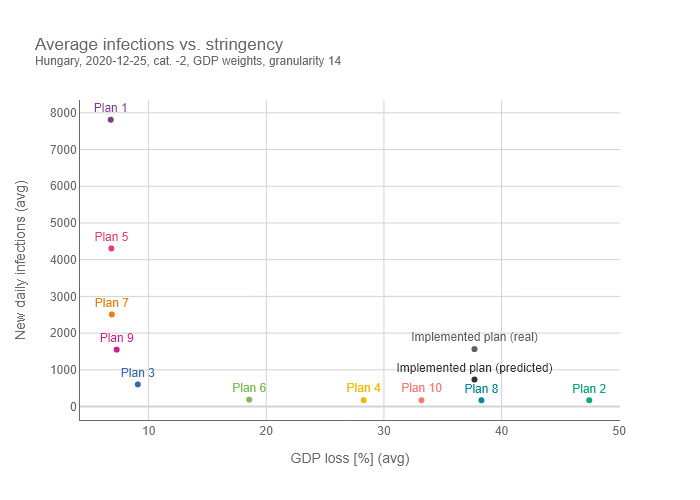 Average infections vs. stringency
Hungary, 2020-12-25, cat. -2, GDP weights, granularity 14
8000
7000
6000
5000
4000
3000
2000
1000
0
New daily infections (avg)
Plan 1
Plan 5
Plan 7
Plan 9
Implemented plan (real)
Plan 3
Implemented plan (predicted)
Plan 6
Plan 4
Plan 10
Plan 8
Plan 2
10
20
30
40
50
GDP loss [%] (avg)